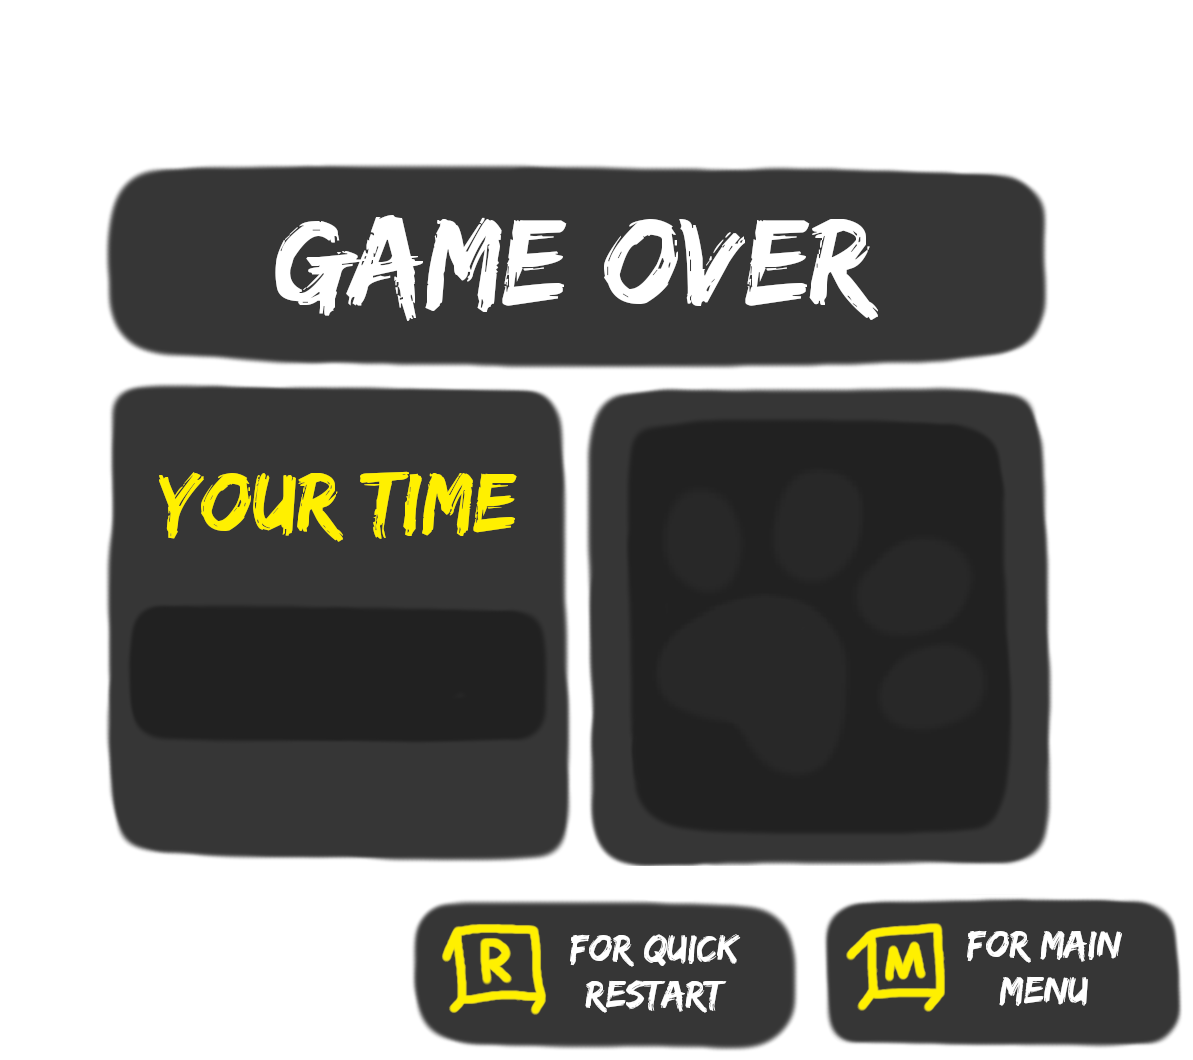 GAME OVER
YOUR TIME
R
FOR QUICK
RESTART
M
FOR MAIN
MENU